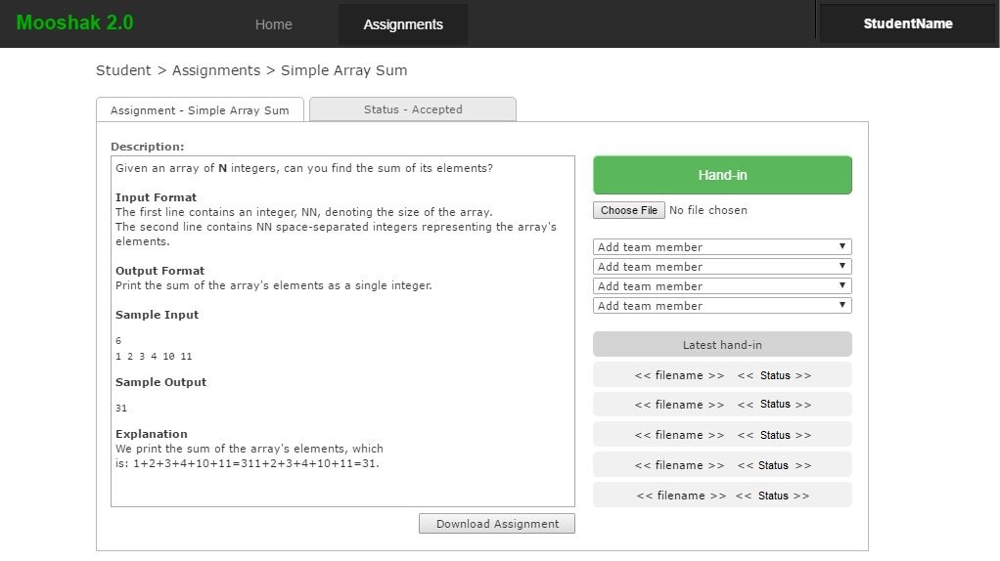 Mooshak 2.0
Home
Assignments
StudentName
Student > Assignments > Simple Array Sum
Assignment - Simple Array Sum
Status - Accepted
Description:
Given an array of N integers, can you find the sum of its elements?
Input Format
The first line contains an integer, NN, denoting the size of the array.
The second line contains NN space-separated integers representing the array's
elements.
Output Format
Print the sum of the array's elements as a single integer.
Sample Input
6
1 2 3 4 10 11
Sample Output
31
Explanation
We print the sum of the array's elements, which
is: 1+2+3+4+10+11=311+2+3+4+10+11=31.
Download Assignment
Hand-in
Choose File No file chosen
Add team member
Add team member
Add team member
Add team member
Latest hand-in
<< filename >> << Status >>
<< filename >> << Status >>
<< filename >> << Status >>
<< filename >> << Status >>
<< filename >> << Status >>